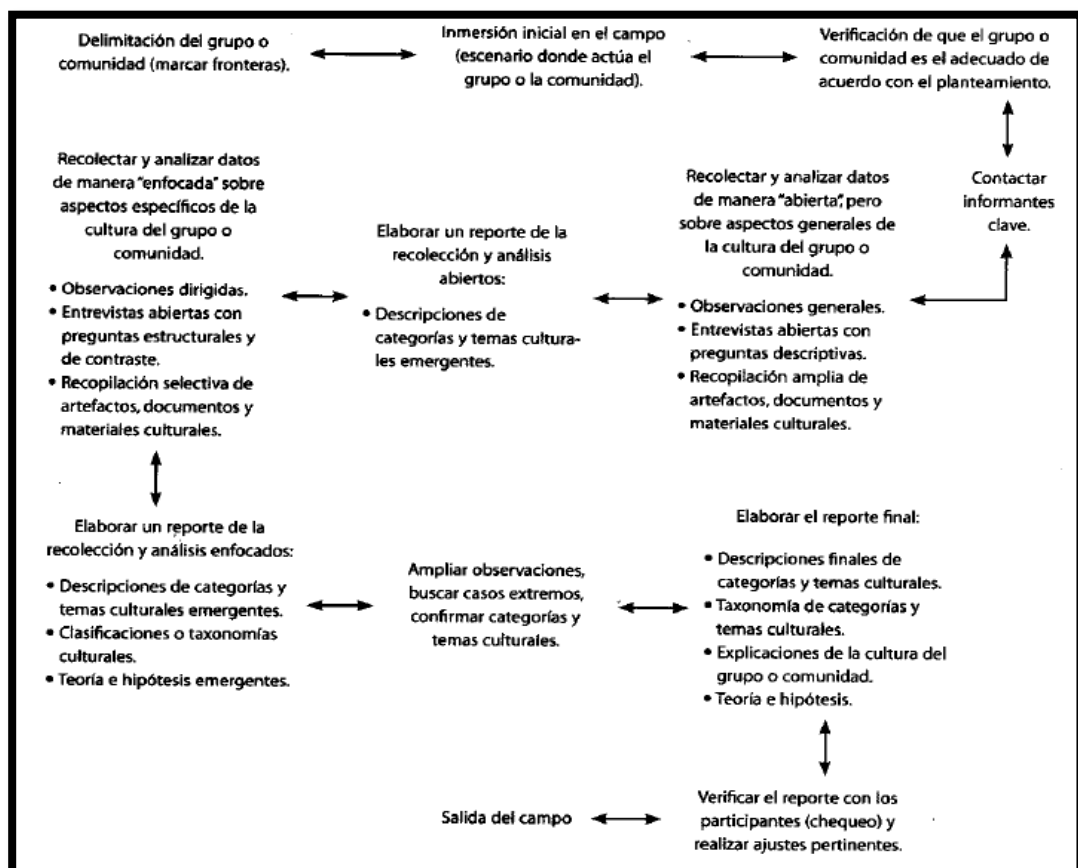 Delimitación del grupo o
comunidad (marcar fronteras).
Inmersión inicial en el campo
(escenario donde actúa el
grupo o la comunidad).
Verificación de que el grupo o
comunidad es el adecuado de
acuerdo con el planteamiento.
Contactar
informantes
clave.
Recolectar y analizar datos
de manera "abierta", pero
sobre aspectos generales de
la cultura del grupo o
comunidad.
• Observaciones generales.
• Entrevistas abiertas con
preguntas descriptivas.
• Recopilación amplia de
artefactos, documentos y
materiales culturales.
Elaborar un reporte de la
recolección y análisis
abiertos:
• Descripciones de
categorías y temas cultura-
les emergentes.
Recolectar y analizar datos
de manera "enfocada" sobre
aspectos específicos de la
cultura del grupo o
comunidad.
• Observaciones dirigidas.
• Entrevistas abiertas con
preguntas estructurales y
de contraste.
• Recopilación selectiva de
artefactos, documentos y
materiales culturales.
Elaborar un reporte de la
recolección y análisis enfocados:
• Descripciones de categorías y
temas culturales emergentes.
• Clasificaciones o taxonomías
culturales.
• Teoría e hipótesis emergentes.
Ampliar observaciones,
buscar casos extremos,
confirmar categorías y
temas culturales.
Elaborar el reporte final:
• Descripciones finales de
categorías y temas culturales.
• Taxonomía de categorías y
temas culturales.
• Explicaciones de la cultura del
grupo o comunidad.
• Teoría e hipótesis.
Verificar el reporte con los
participantes (chequeo) y
realizar ajustes pertinentes.
Salida del campo